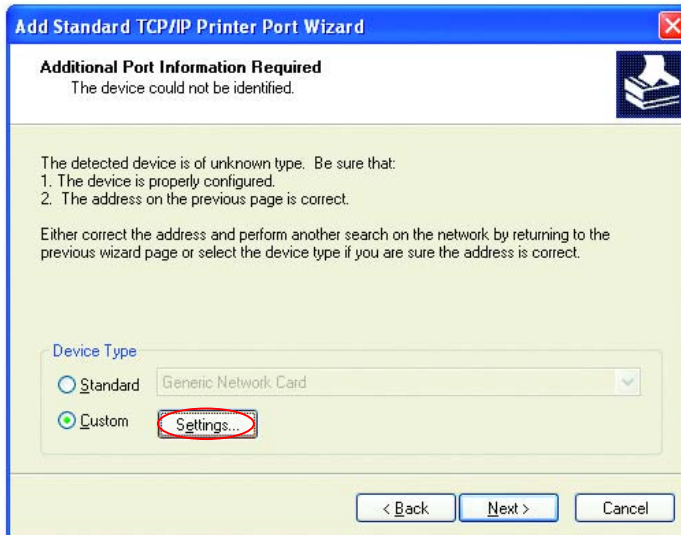 Add Standard TCP/IP Printer Port Wizard
Additional Port Information Required
The device could not be identified.
The detected device is of unknown type. Be sure that:
1. The device is properly configured.
2. The address on the previous page is correct.
Either correct the address and perform another search on the network by returning to the
previous wizard page or select the device type if you are sure the address is correct.
Device Type
Standard Generic Network Card
Custom Settings...
< Back Next > Cancel